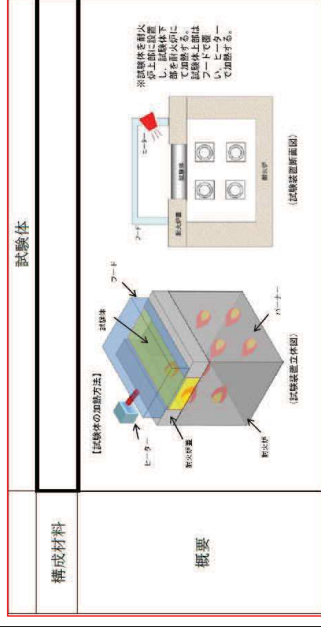 試験体
構成材料
概要
【試験体の加熱方法】
ヒーター
試験体
フード
耐火炉蓋
耐火炉
バーナー
(試験装置立体図)
フード
ヒーター
耐火炉蓋
試験体
耐火炉
(試験装置断面図)
※試験体を耐火
炉上部に設置
し、試験体下
部を耐火炉に
て加熱する。
試験体上部は
フードで覆
い、ヒーター
で加熱する。